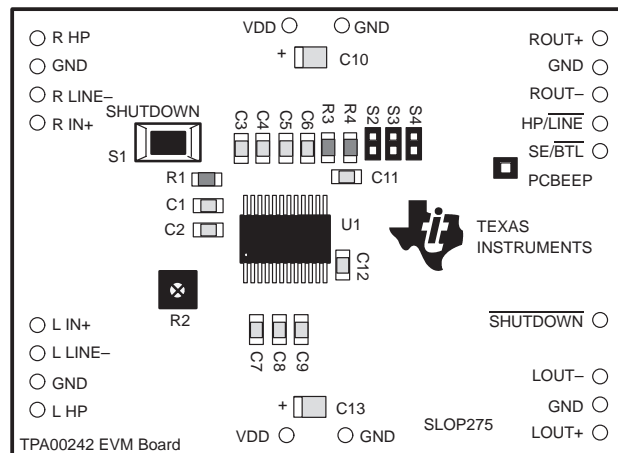 VDD GND
R HP
GND
R LINE–
R IN+
+ C10
ROUT+
GND
ROUT–
HP/LINE
SE/BTL
PCBEEP
SHUTDOWN
S1
C3 C4 C5 C6 R3 R4 S2 S3 S4
R1
C1
C2
C11
U1
C12
TEXAS
INSTRUMENTS
R2
L IN+
L LINE–
GND
L HP
C7 C8 C9
SHUTDOWN
LOUT–
GND
LOUT+
+ C13
SLOP275
VDD GND
TPA00242 EVM Board